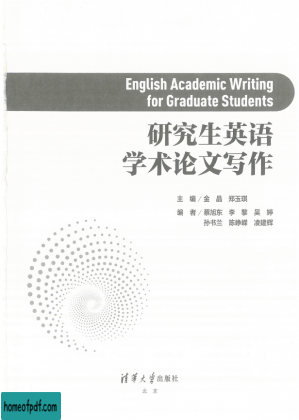 English Academic Writing
for Graduate Students
研究生英语
学术论文写作
主 编 / 金 晶 郑玉琪
编 者 / 蔡旭东 李 黎 吴 婷
孙书兰 陈峥嵘 凌建辉
清华大学出版社
北 京
homeofpdf.com